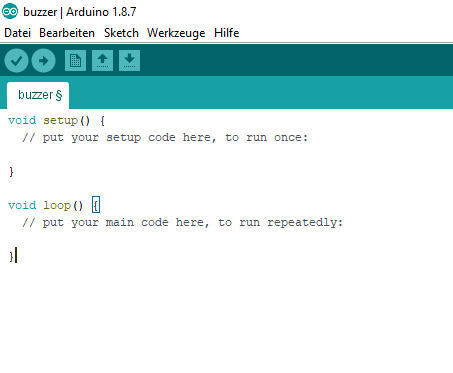 buzzer | Arduino 1.8.7
Datei Bearbeiten Sketch Werkzeuge Hilfe
buzzer §
void setup() {
  // put your setup code here, to run once:
}
void loop() {
  // put your main code here, to run repeatedly:
}